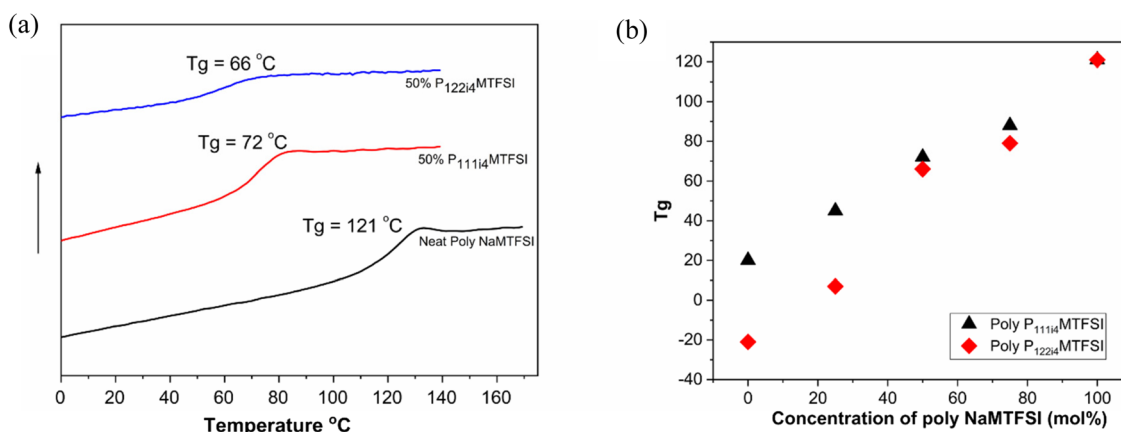 (a)
Tg = 66 °C
50% P122i4MTFSI
Tg = 72 °C
50% P111i4MTFSI
Tg = 121 °C
Neat Poly NaMTFSI
0 20 40 60 80 100 120 140 160
Temperature °C
(b)
120
100
80
60
40
20
0
-20
-40
Tg
Poly P111i4MTFSI
Poly P122i4MTFSI
0 20 40 60 80 100
Concentration of poly NaMTFSI (mol%)